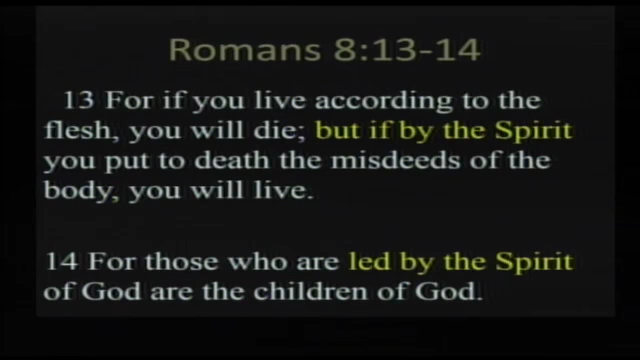 Romans 8:13-14
13 For if you live according to the
flesh, you will die; but if by the Spirit
you put to death the misdeeds of the
body, you will live.
14 For those who are led by the Spirit
of God are the children of God.